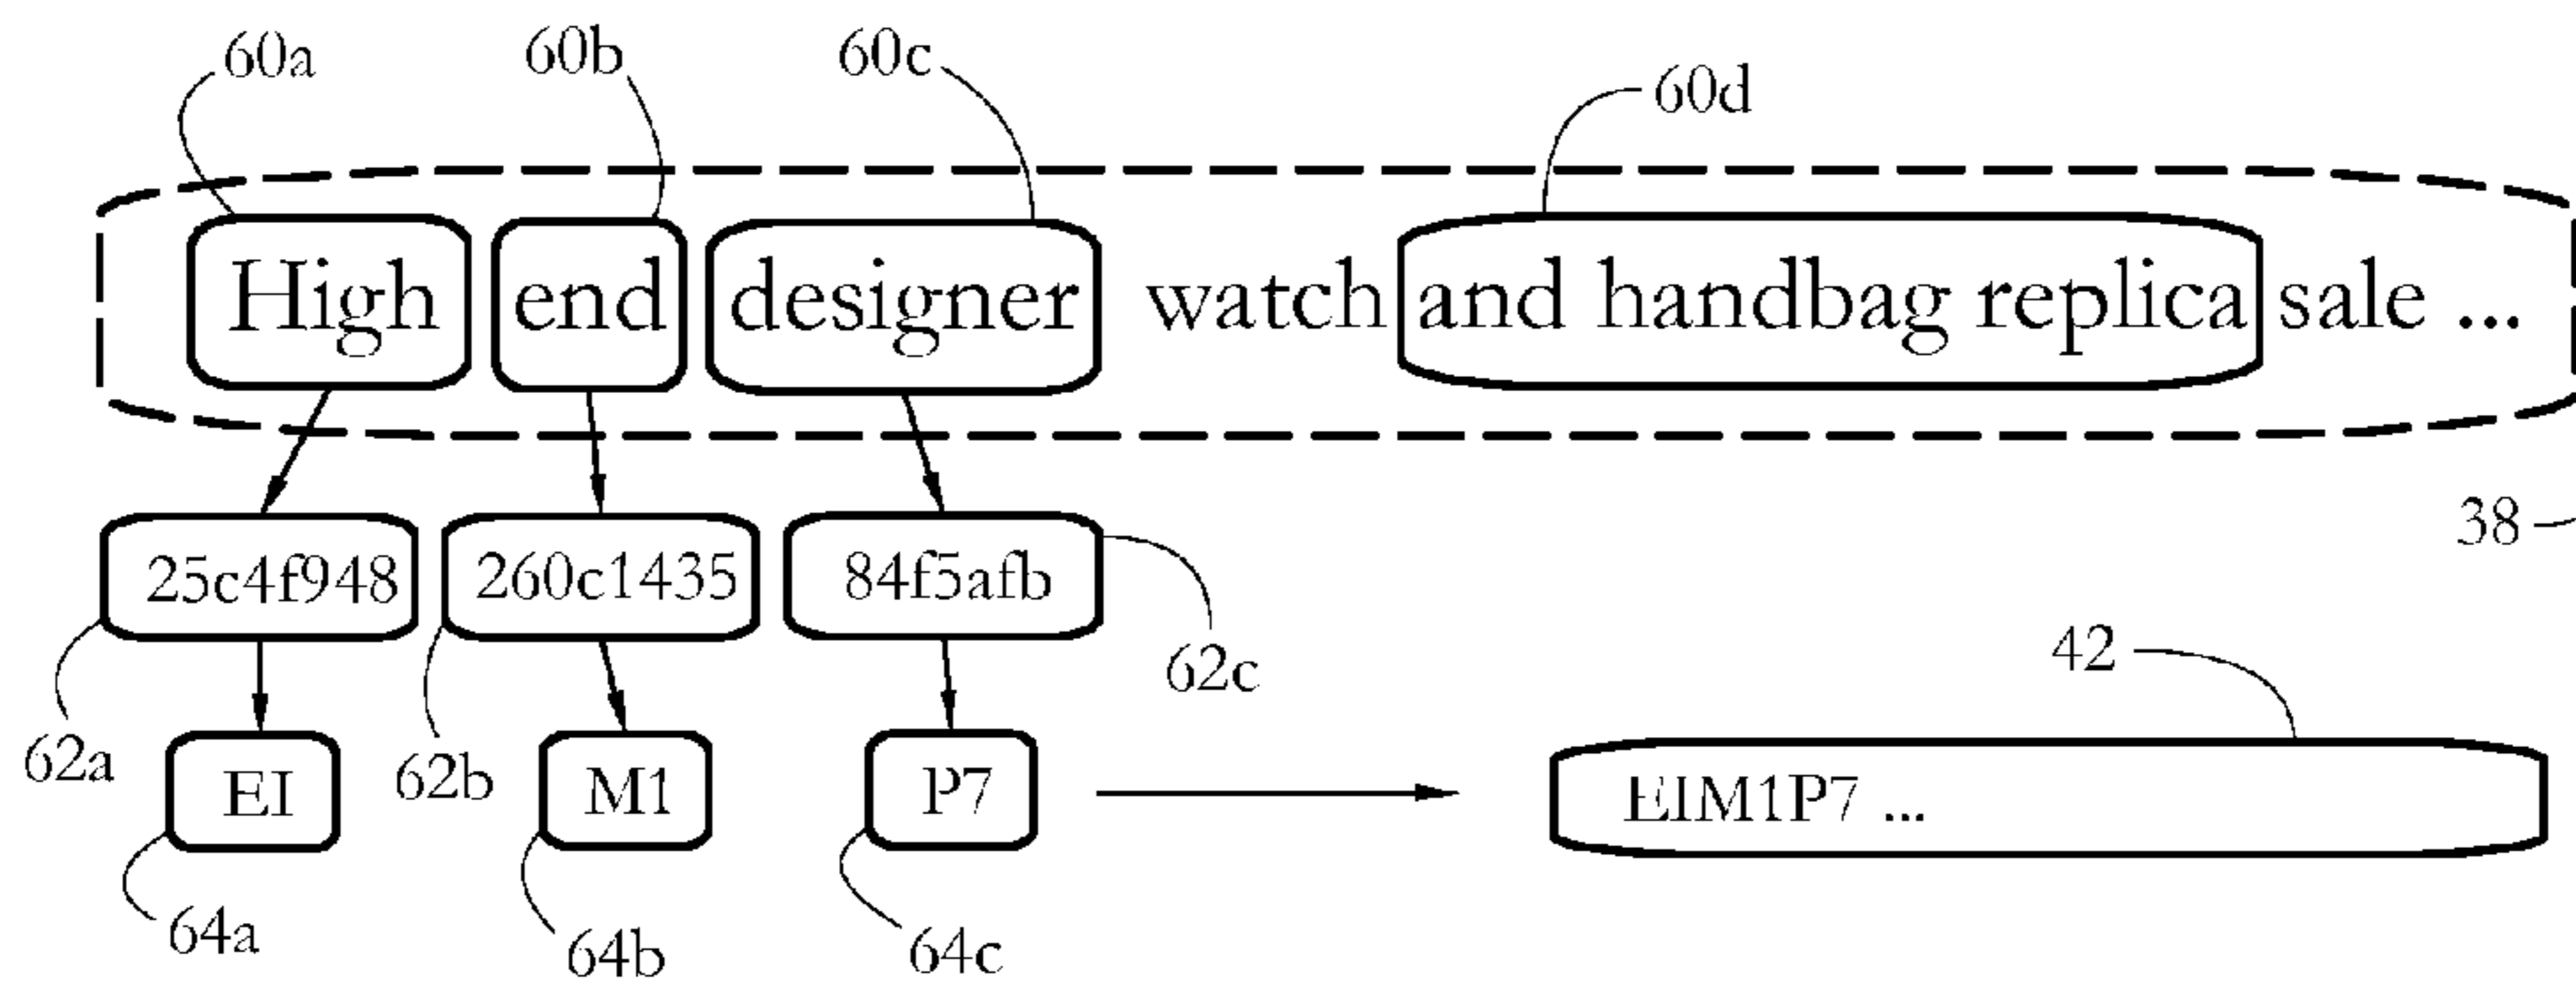 60a 60b 60c 60d
High end designer watch and handbag replica sale ...
38
25c4f948 260c1435 84f5afb
62c 42
62a 62b
EI M1 P7 EIM1P7 ...
64a 64b 64c